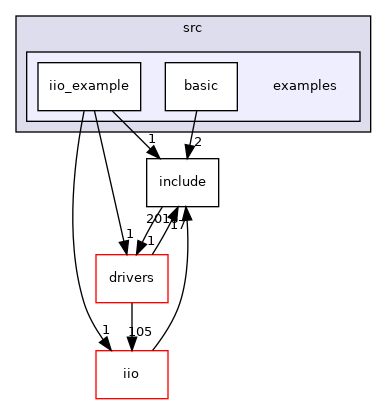 src
iio_example
basic
examples
1
2
include
201
17
1
1
drivers
1
105
iio